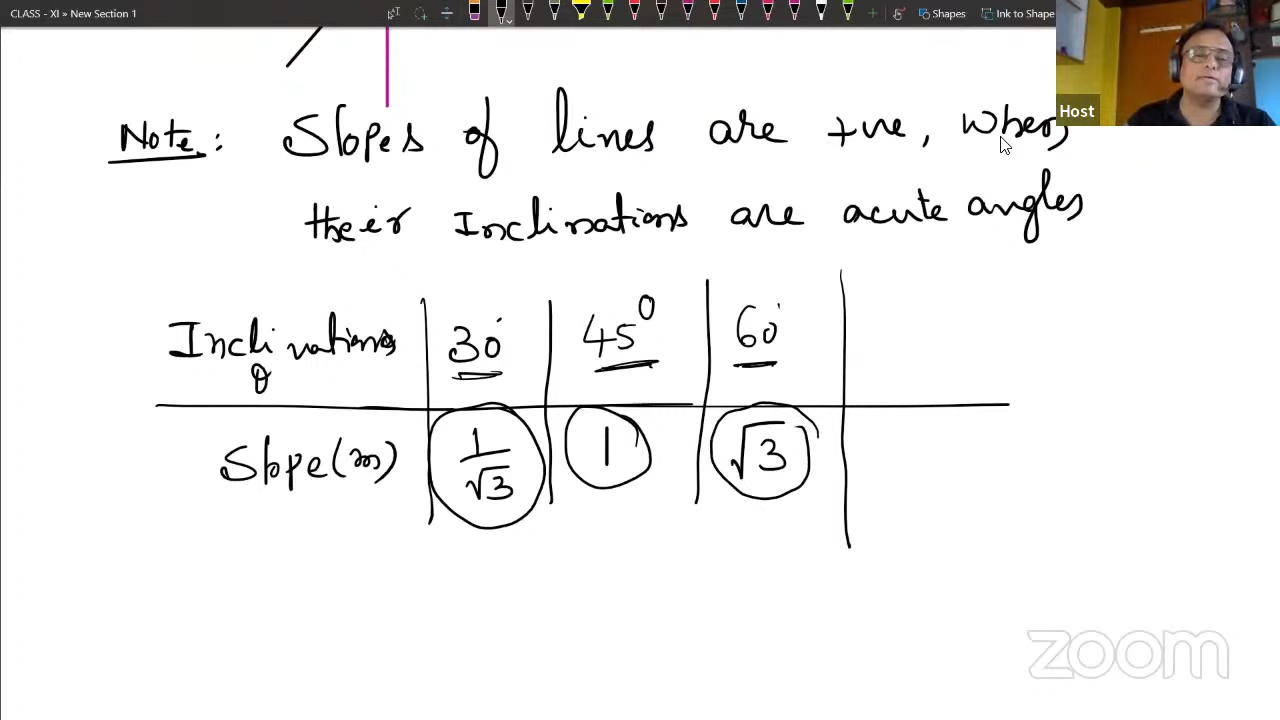 CLASS - XI » New Section 1
Shapes
Ink to Shape
Host
Note: Slopes of lines are +ve, when
their Inclinations are acute angles
Inclinations 30° 45° 60°
θ
Slope(m) 1/√3 1 √3
zoom